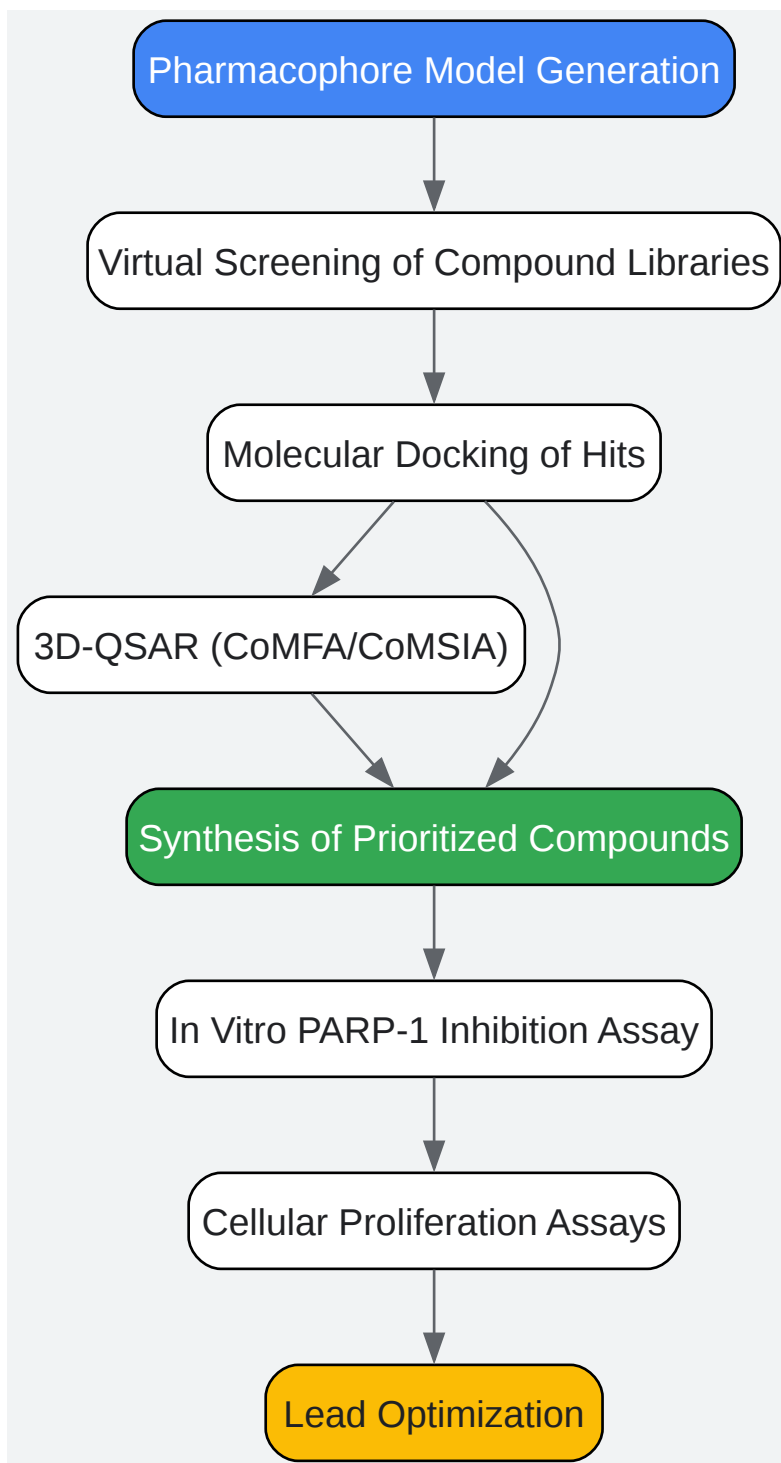 Pharmacophore Model Generation
Virtual Screening of Compound Libraries
Molecular Docking of Hits
3D-QSAR (CoMFA/CoMSIA)
Synthesis of Prioritized Compounds
In Vitro PARP-1 Inhibition Assay
Cellular Proliferation Assays
Lead Optimization